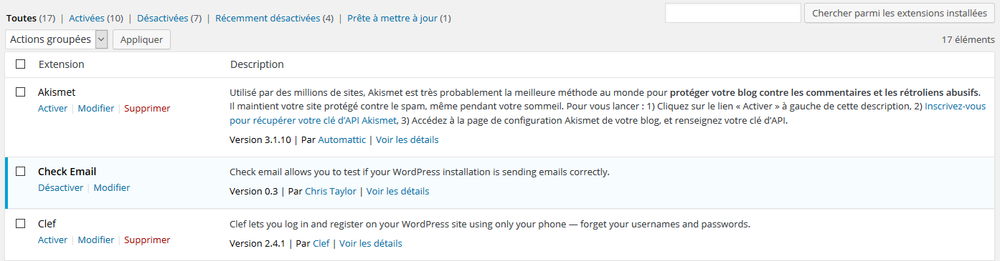 Toutes (17) | Activées (10) | Désactivées (7) | Récemment désactivées (4) | Prête à mettre à jour (1)
Chercher parmi les extensions installées
Actions groupées
Appliquer
17 éléments
Extension
Description
Akismet
Activer | Modifier | Supprimer
Utilisé par des millions de sites, Akismet est très probablement la meilleure méthode au monde pour protéger votre blog contre les commentaires et les rétroliens abusifs.
Il maintient votre site protégé contre le spam, même pendant votre sommeil. Pour vous lancer : 1) Cliquez sur le lien « Activer » à gauche de cette description, 2) Inscrivez-vous
pour récupérer votre clé d'API Akismet, 3) Accédez à la page de configuration Akismet de votre blog, et renseignez votre clé d'API.
Version 3.1.10 | Par Automattic | Voir les détails
Check Email
Désactiver | Modifier
Check email allows you to test if your WordPress installation is sending emails correctly.
Version 0.3 | Par Chris Taylor | Voir les détails
Clef
Activer | Modifier | Supprimer
Clef lets you log in and register on your WordPress site using only your phone — forget your usernames and passwords.
Version 2.4.1 | Par Clef | Voir les détails